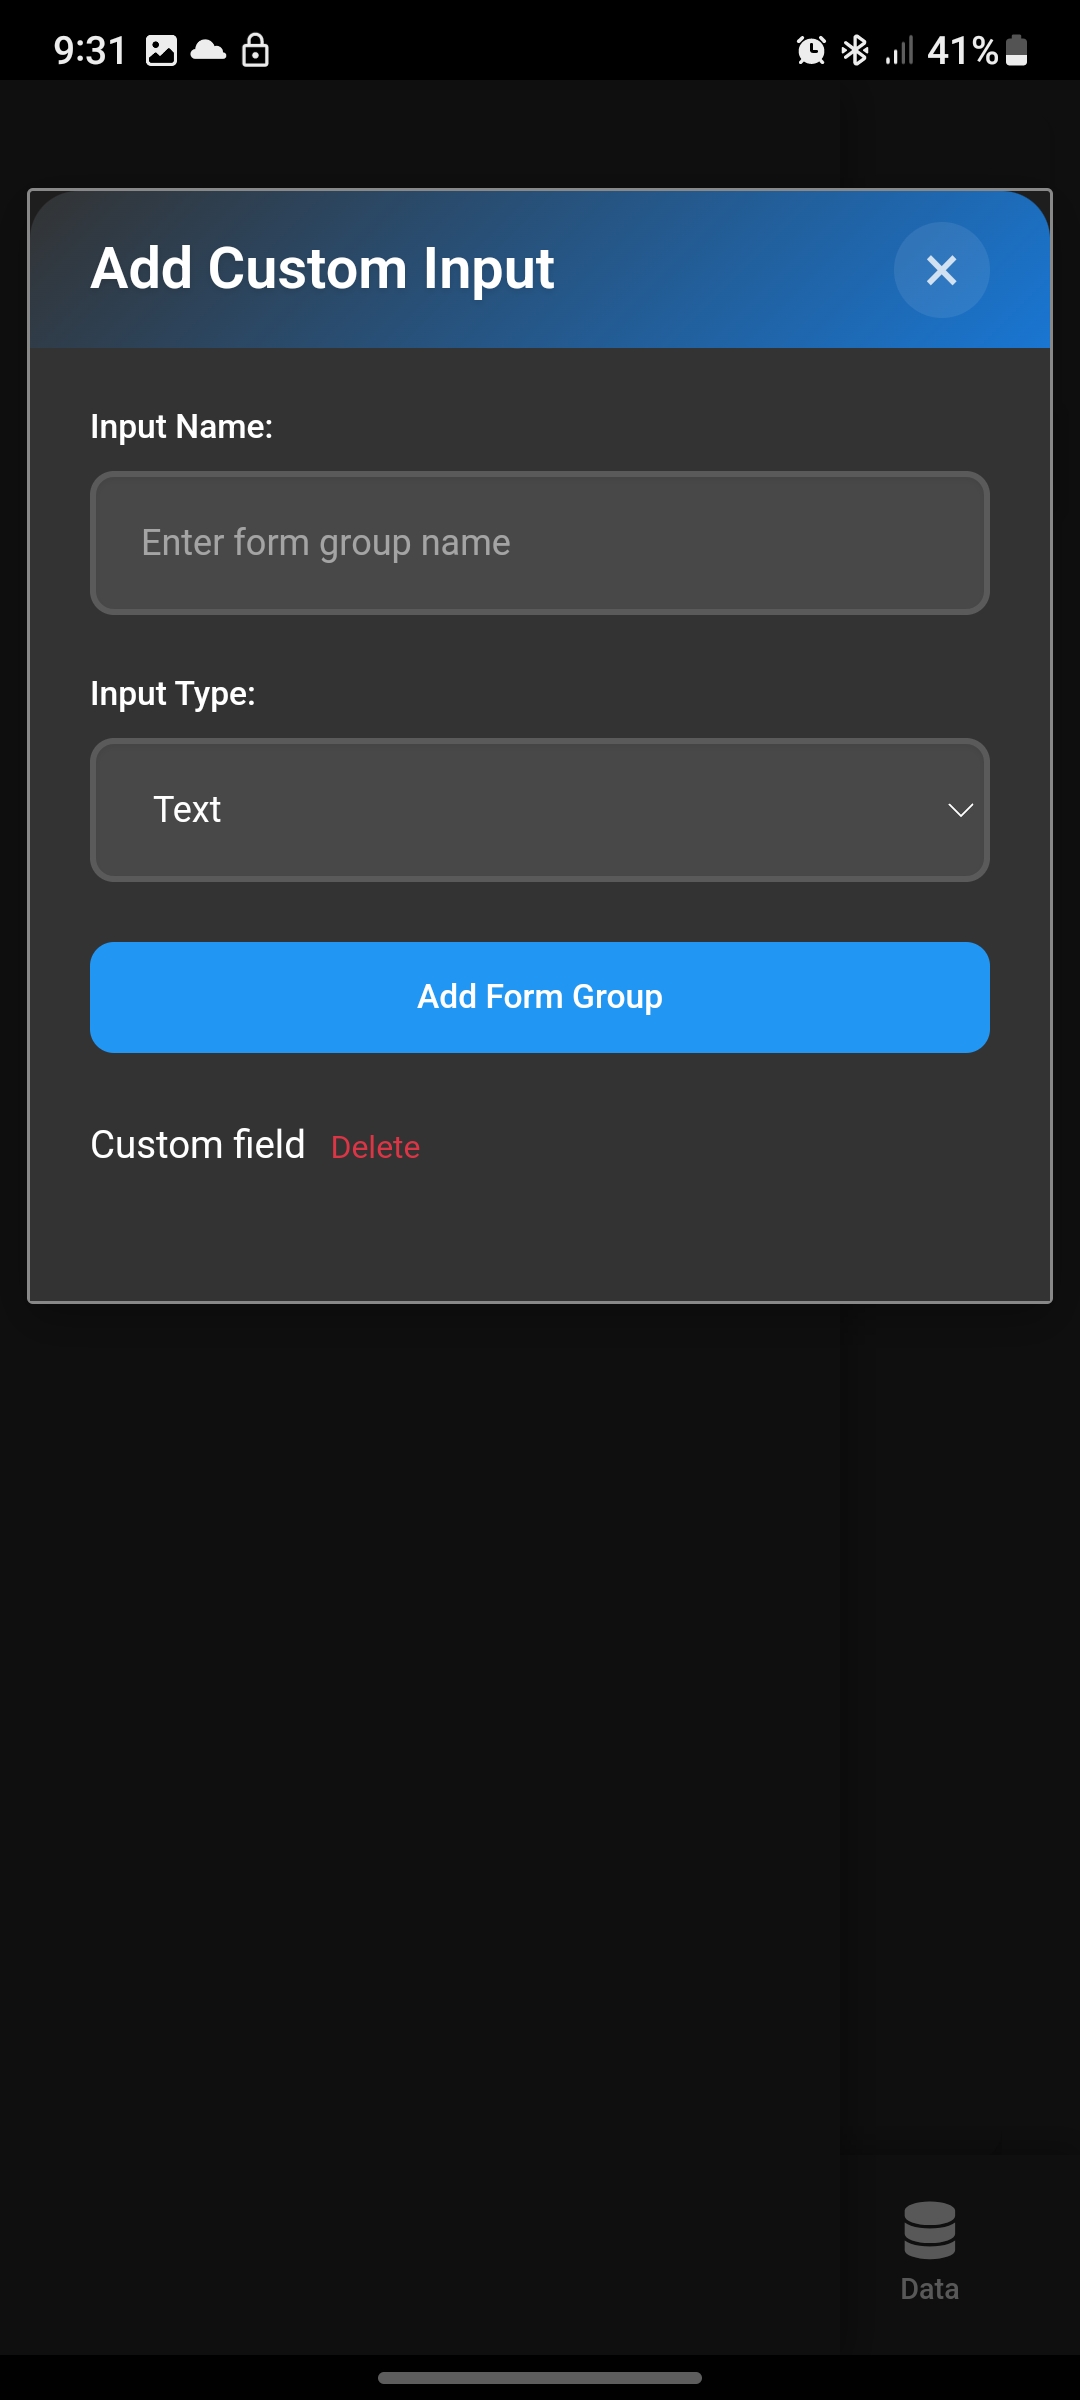 9:31
41%
Add Custom Input
Input Name:
Enter form group name
Input Type:
Text
Add Form Group
Custom field Delete
Data